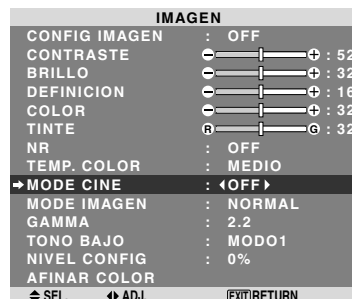 IMAGEN
CONFIG IMAGEN : OFF
CONTRASTE : 52
BRILLO : 32
DEFINICION : 16
COLOR : 32
TINTE R G : 32
NR : OFF
TEMP. COLOR : MEDIO
MODE CINE : OFF
MODE IMAGEN : NORMAL
GAMMA : 2.2
TONO BAJO : MODO1
NIVEL CONFIG : 0%
AFINAR COLOR
SEL. ADJ. EXIT RETURN